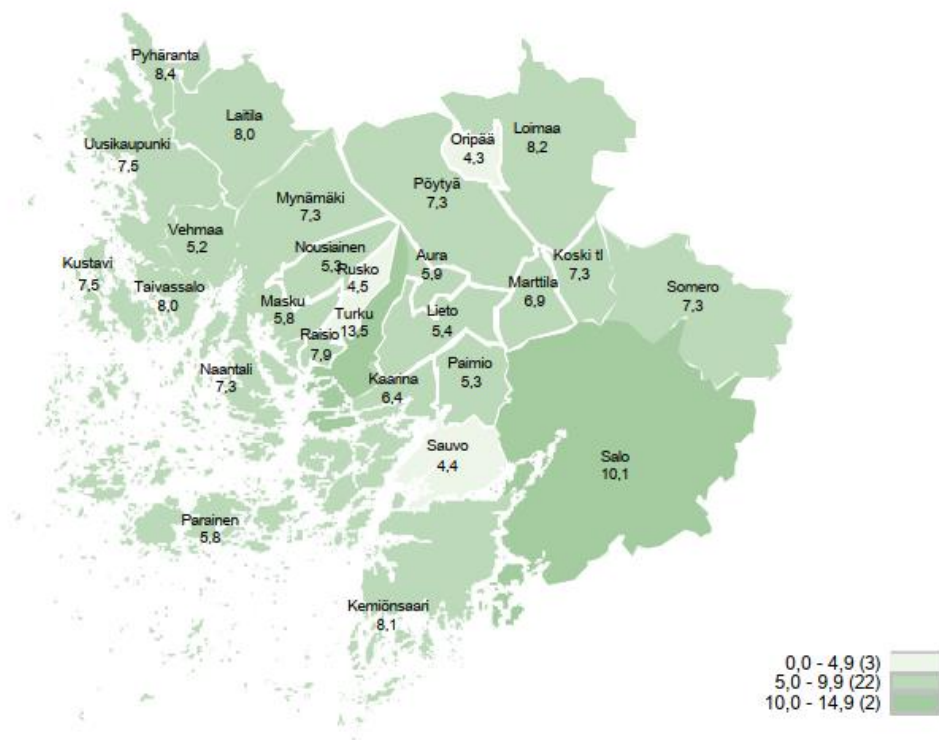 Pyhäranta
8,4
Laitila
8,0
Loimaa
8,2
Oripää
4,3
Uusikaupunki
7,5
Pöytyä
7,3
Mynämäki
7,3
Vehmaa
5,2
Nousiainen
5,3
Rusko
4,5
Aura
5,9
Koski tl
7,3
Marttila
6,9
Kustavi
7,5
Taivassalo
8,0
Somero
7,3
Masku
5,8
Turku
13,5
Lieto
5,4
Raisio
7,9
Naantali
7,3
Paimio
5,3
Kaarina
6,4
Sauvo
4,4
Salo
10,1
Parainen
5,8
Kemiönsaari
8,1
0,0 - 4,9 (3)
5,0 - 9,9 (22)
10,0 - 14,9 (2)